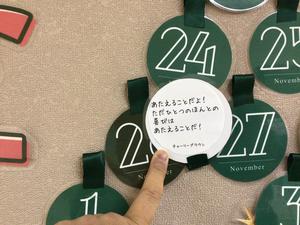 24
25
November
あたえることだよ!
ただひとつのほんとの
喜びは
あたえることだ!
チャーリー・ブラウン
2
27
November
1